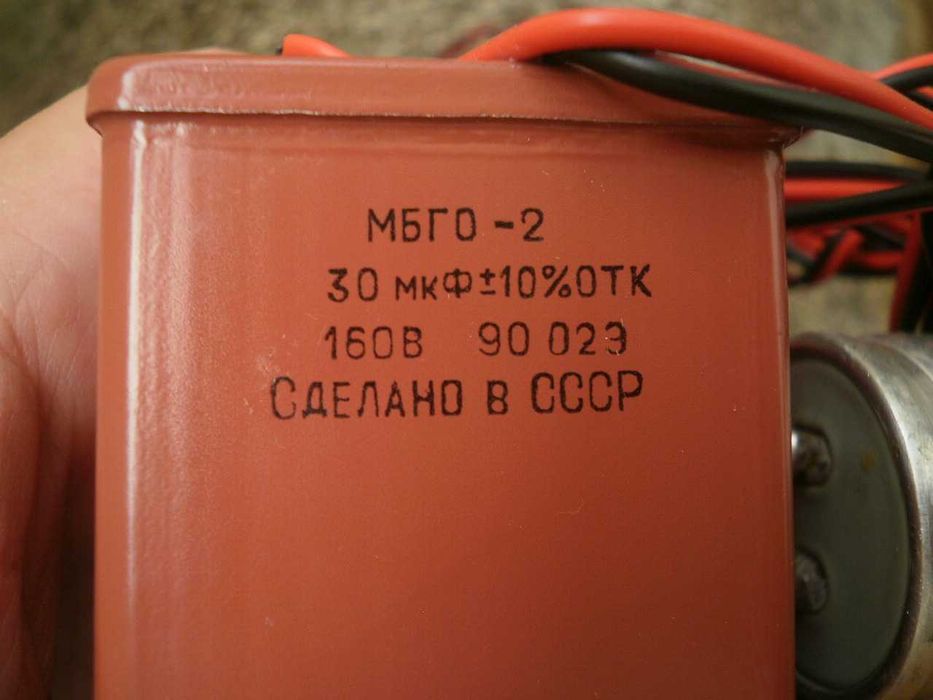 МБГО-2
30 мкФ±10%ОТК
160В 90 02Э
СДЕЛАНО В СССР